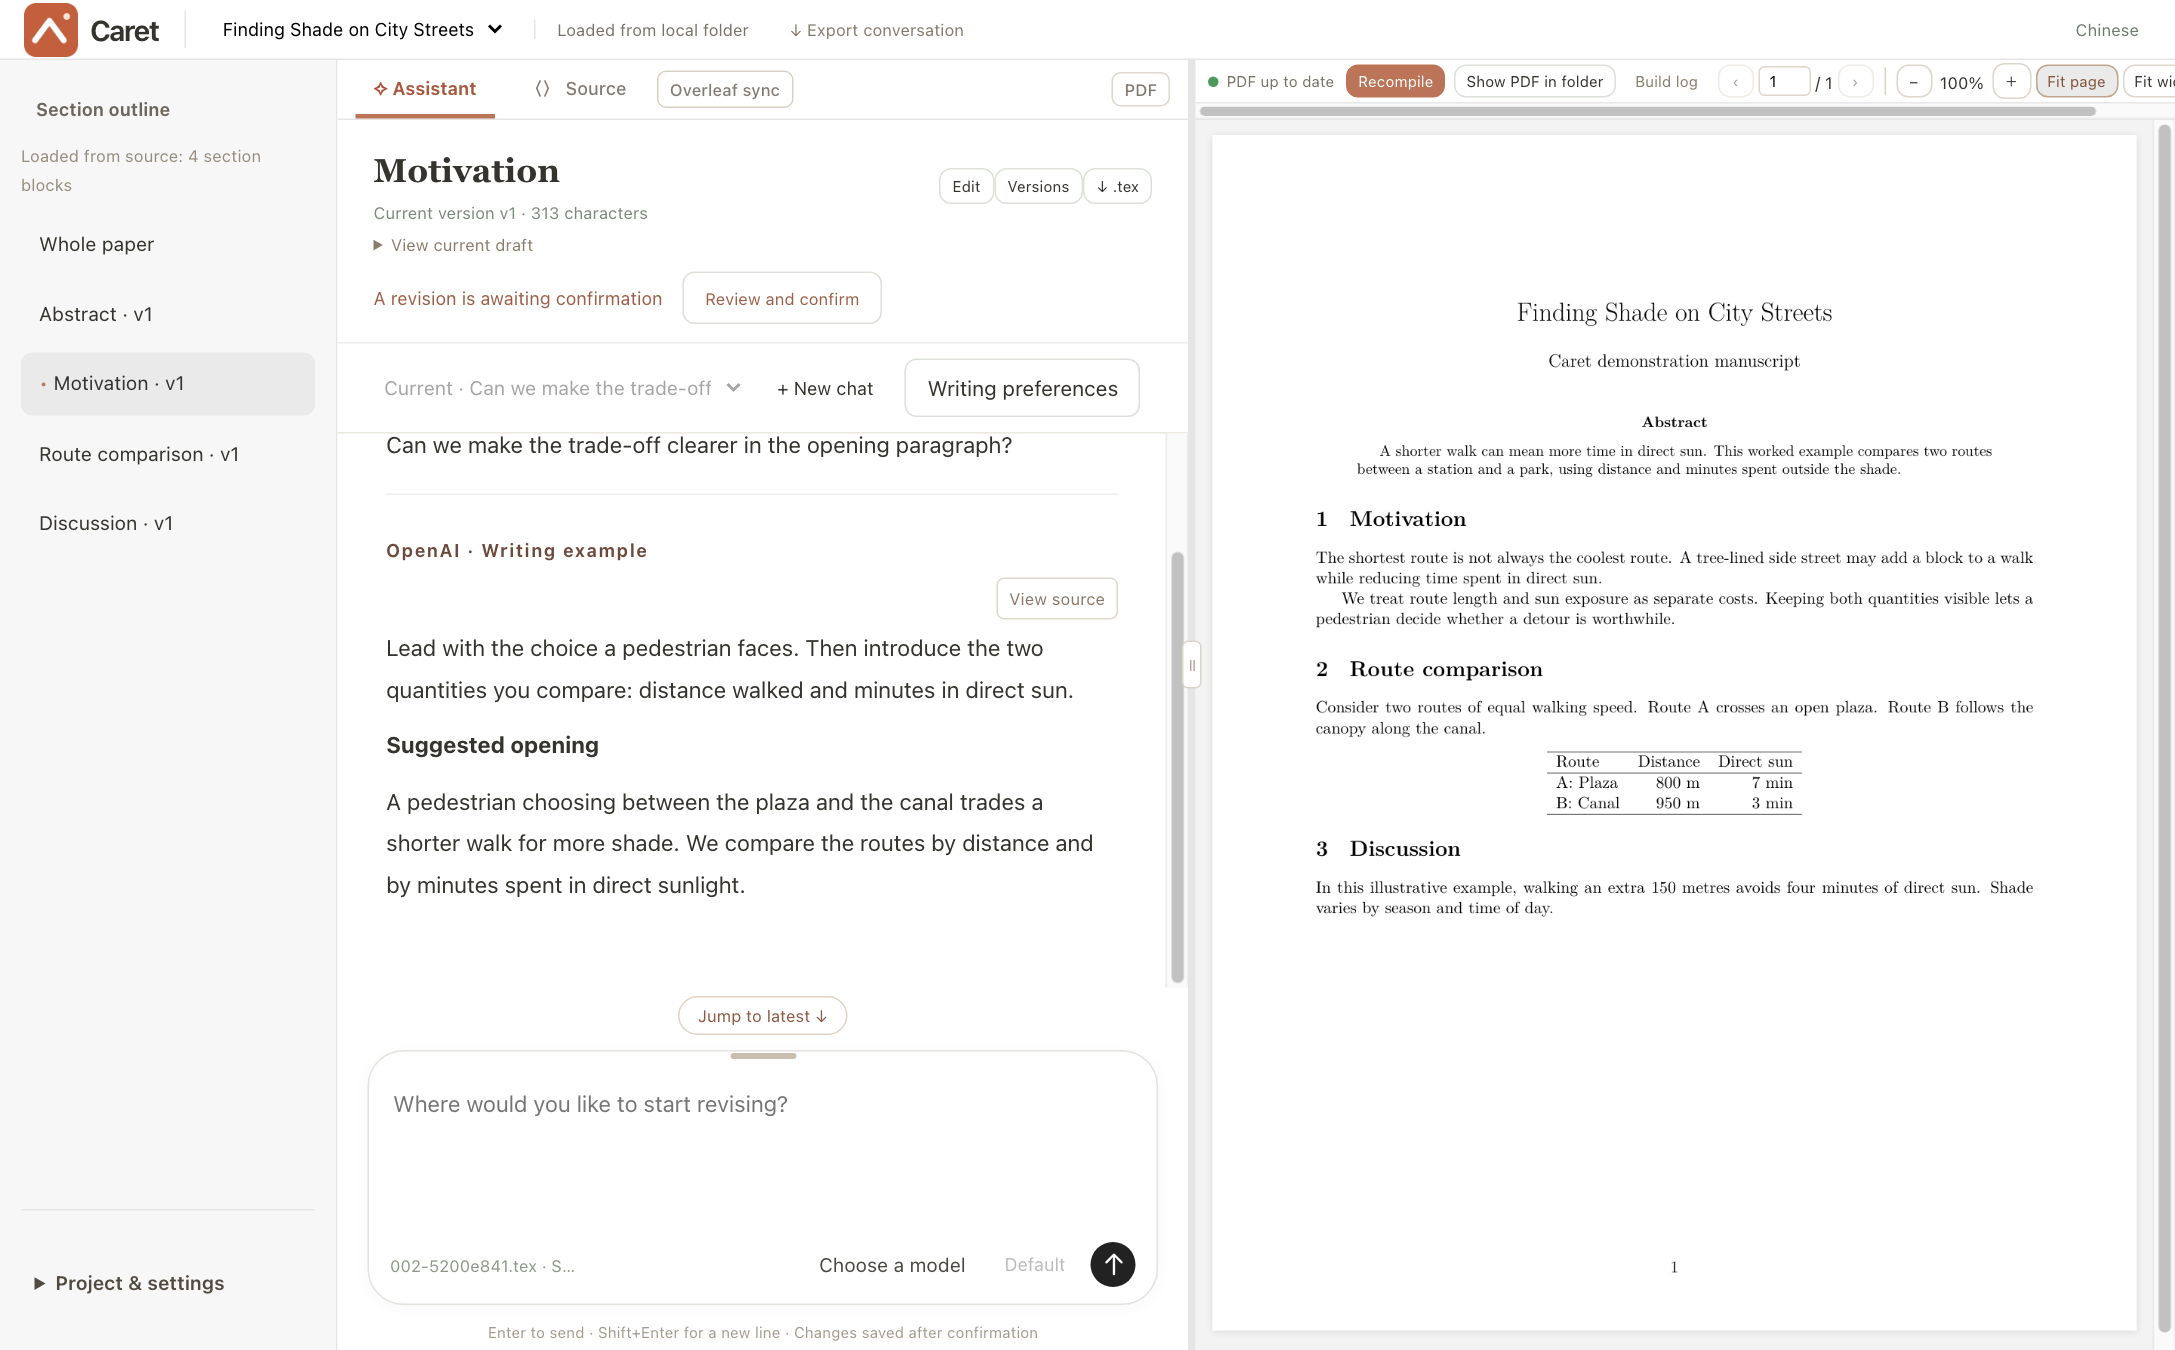 Caret
Finding Shade on City Streets
Loaded from local folder
↓ Export conversation
Chinese
Section outline
Loaded from source: 4 section
blocks
Whole paper
Abstract · v1
• Motivation · v1
Route comparison · v1
Discussion · v1
▶ Project & settings
Assistant
Source
Overleaf sync
PDF
Motivation
Current version v1 · 313 characters
▶ View current draft
Edit
Versions
↓ .tex
A revision is awaiting confirmation
Review and confirm
Current · Can we make the trade-off
+ New chat
Writing preferences
Can we make the trade-off clearer in the opening paragraph?
OpenAI · Writing example
View source
Lead with the choice a pedestrian faces. Then introduce the two
quantities you compare: distance walked and minutes in direct sun.
Suggested opening
A pedestrian choosing between the plaza and the canal trades a
shorter walk for more shade. We compare the routes by distance and
by minutes spent in direct sunlight.
Jump to latest ↓
Where would you like to start revising?
002-5200e841.tex · S...
Choose a model
Default
Enter to send · Shift+Enter for a new line · Changes saved after confirmation
PDF up to date
Recompile
Show PDF in folder
Build log
‹
1
/ 1
›
−
100%
+
Fit page
Fit
Finding Shade on City Streets
Caret demonstration manuscript
Abstract
A shorter walk can mean more time in direct sun. This worked example compares two routes
between a station and a park, using distance and minutes spent outside the shade.
1 Motivation
The shortest route is not always the coolest route. A tree-lined side street may add a block to a walk
while reducing time spent in direct sun.
We treat route length and sun exposure as separate costs. Keeping both quantities visible lets a
pedestrian decide whether a detour is worthwhile.
2 Route comparison
Consider two routes of equal walking speed. Route A crosses an open plaza. Route B follows the
canopy along the canal.
Route Distance Direct sun
A: Plaza 800 m 7 min
B: Canal 950 m 3 min
3 Discussion
In this illustrative example, walking an extra 150 metres avoids four minutes of direct sun. Shade
varies by season and time of day.
1